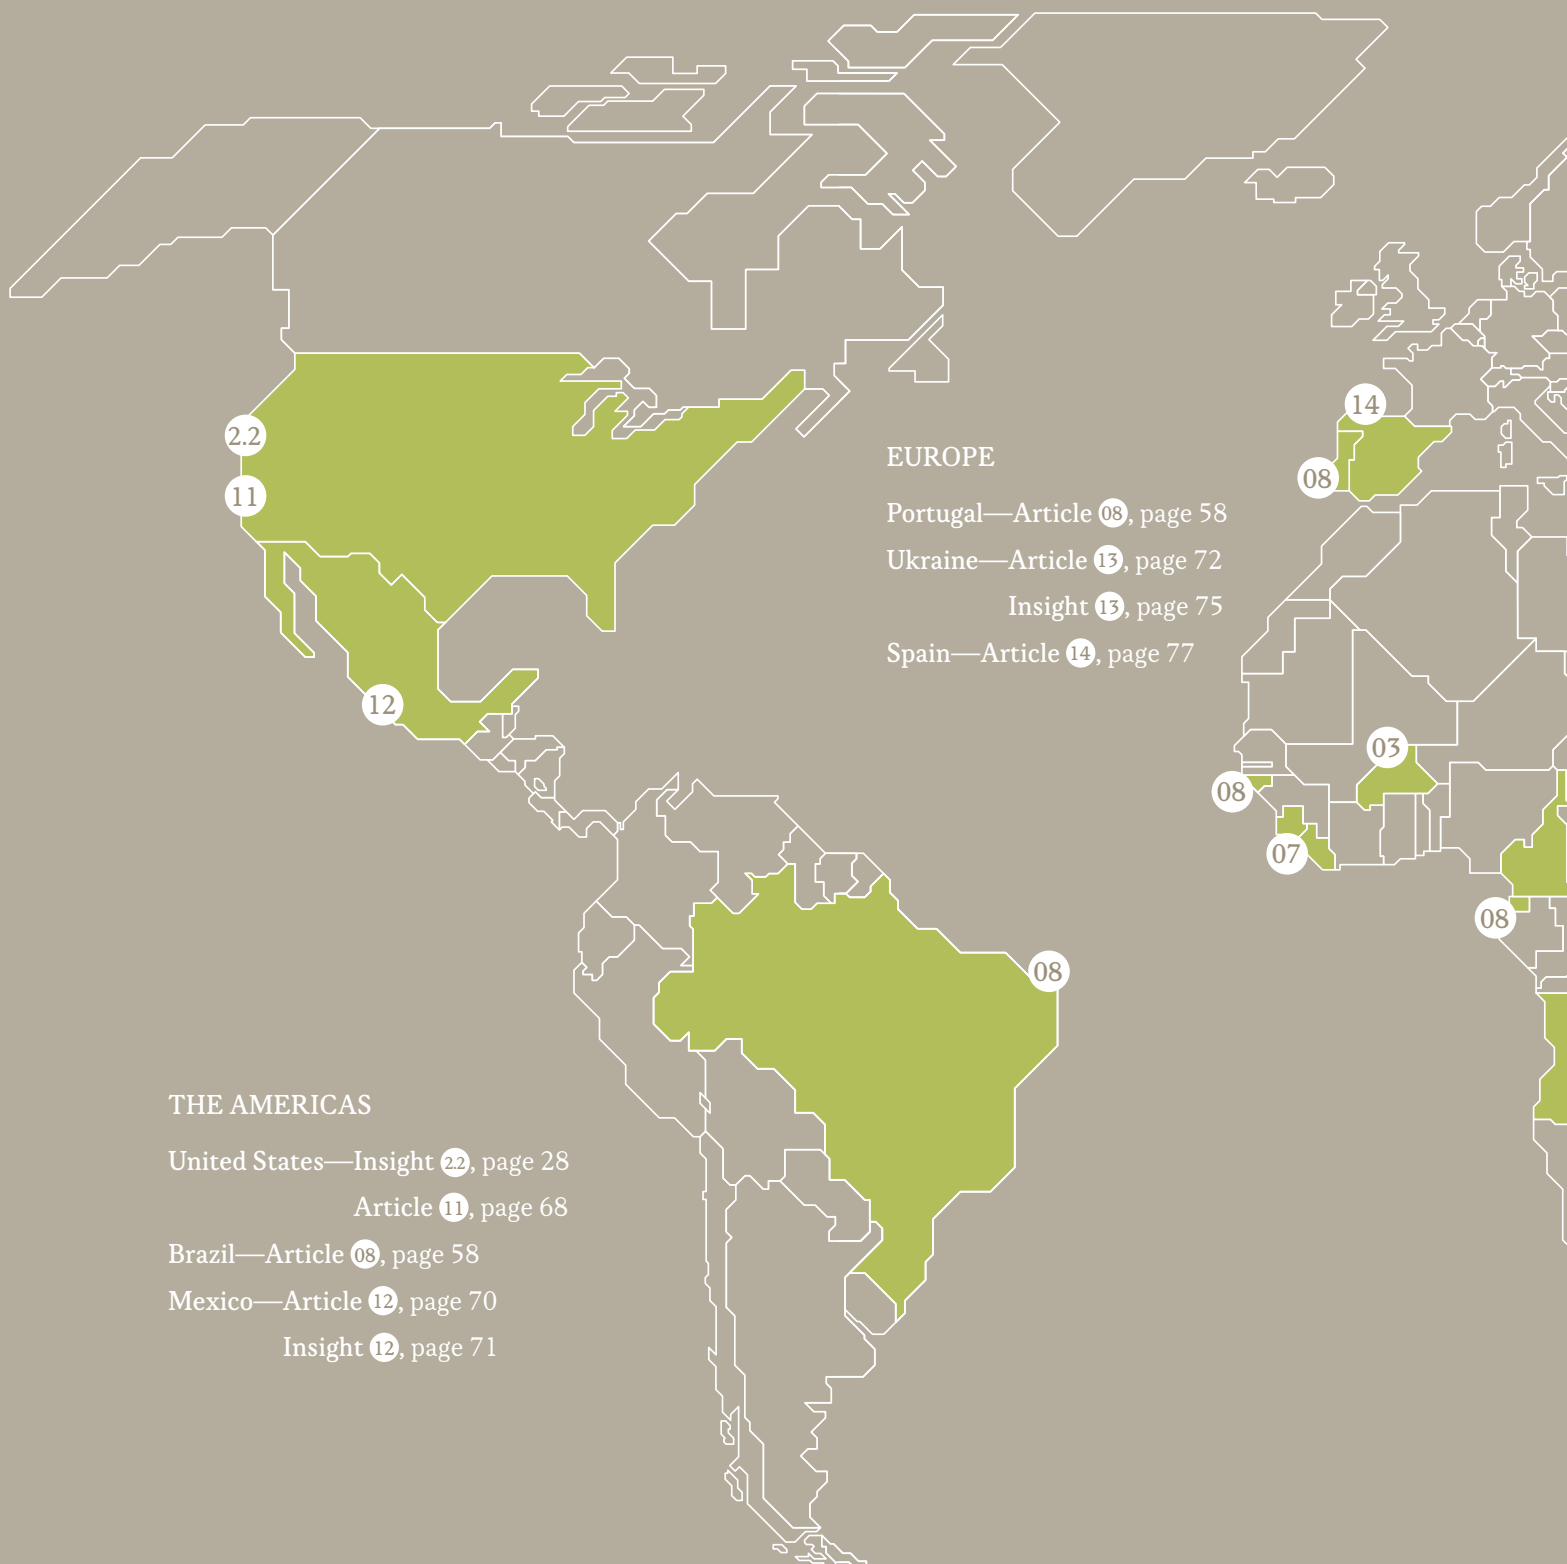 14
2.2
EUROPE
08
11
Portugal—Article 08, page 58
Ukraine—Article 13, page 72
Insight 13, page 75
Spain—Article 14, page 77
12
03
08
07
08
08
THE AMERICAS
United States—Insight 2.2, page 28
Article 11, page 68
Brazil—Article 08, page 58
Mexico—Article 12, page 70
Insight 12, page 71